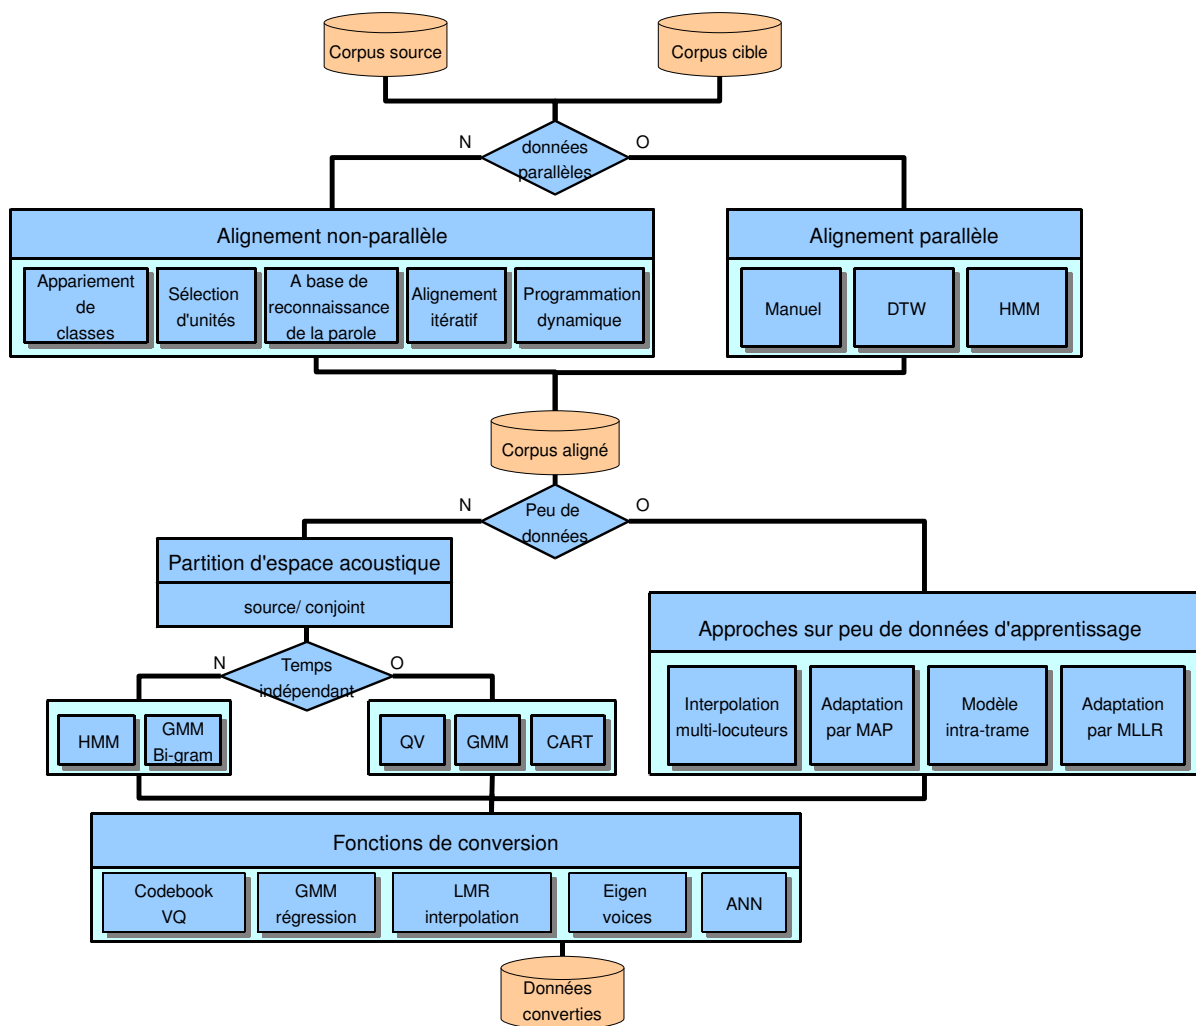 Corpus source
Corpus cible
N
O
données
parallèles
Alignement non-parallèle
Appariement
de
classes
Sélection
d'unités
A base de
reconnaissance
de la parole
Alignement
itératif
Programmation
dynamique
Alignement parallèle
Manuel
DTW
HMM
Corpus aligné
N
O
Peu de
données
Partition d'espace acoustique
source/ conjoint
N
O
Temps
indépendant
HMM
GMM
Bi-gram
QV
GMM
CART
Approches sur peu de données d'apprentissage
Interpolation
multi-locuteurs
Adaptation
par MAP
Modèle
intra-trame
Adaptation
par MLLR
Fonctions de conversion
Codebook
VQ
GMM
régression
LMR
interpolation
Eigen
voices
ANN
Données
converties